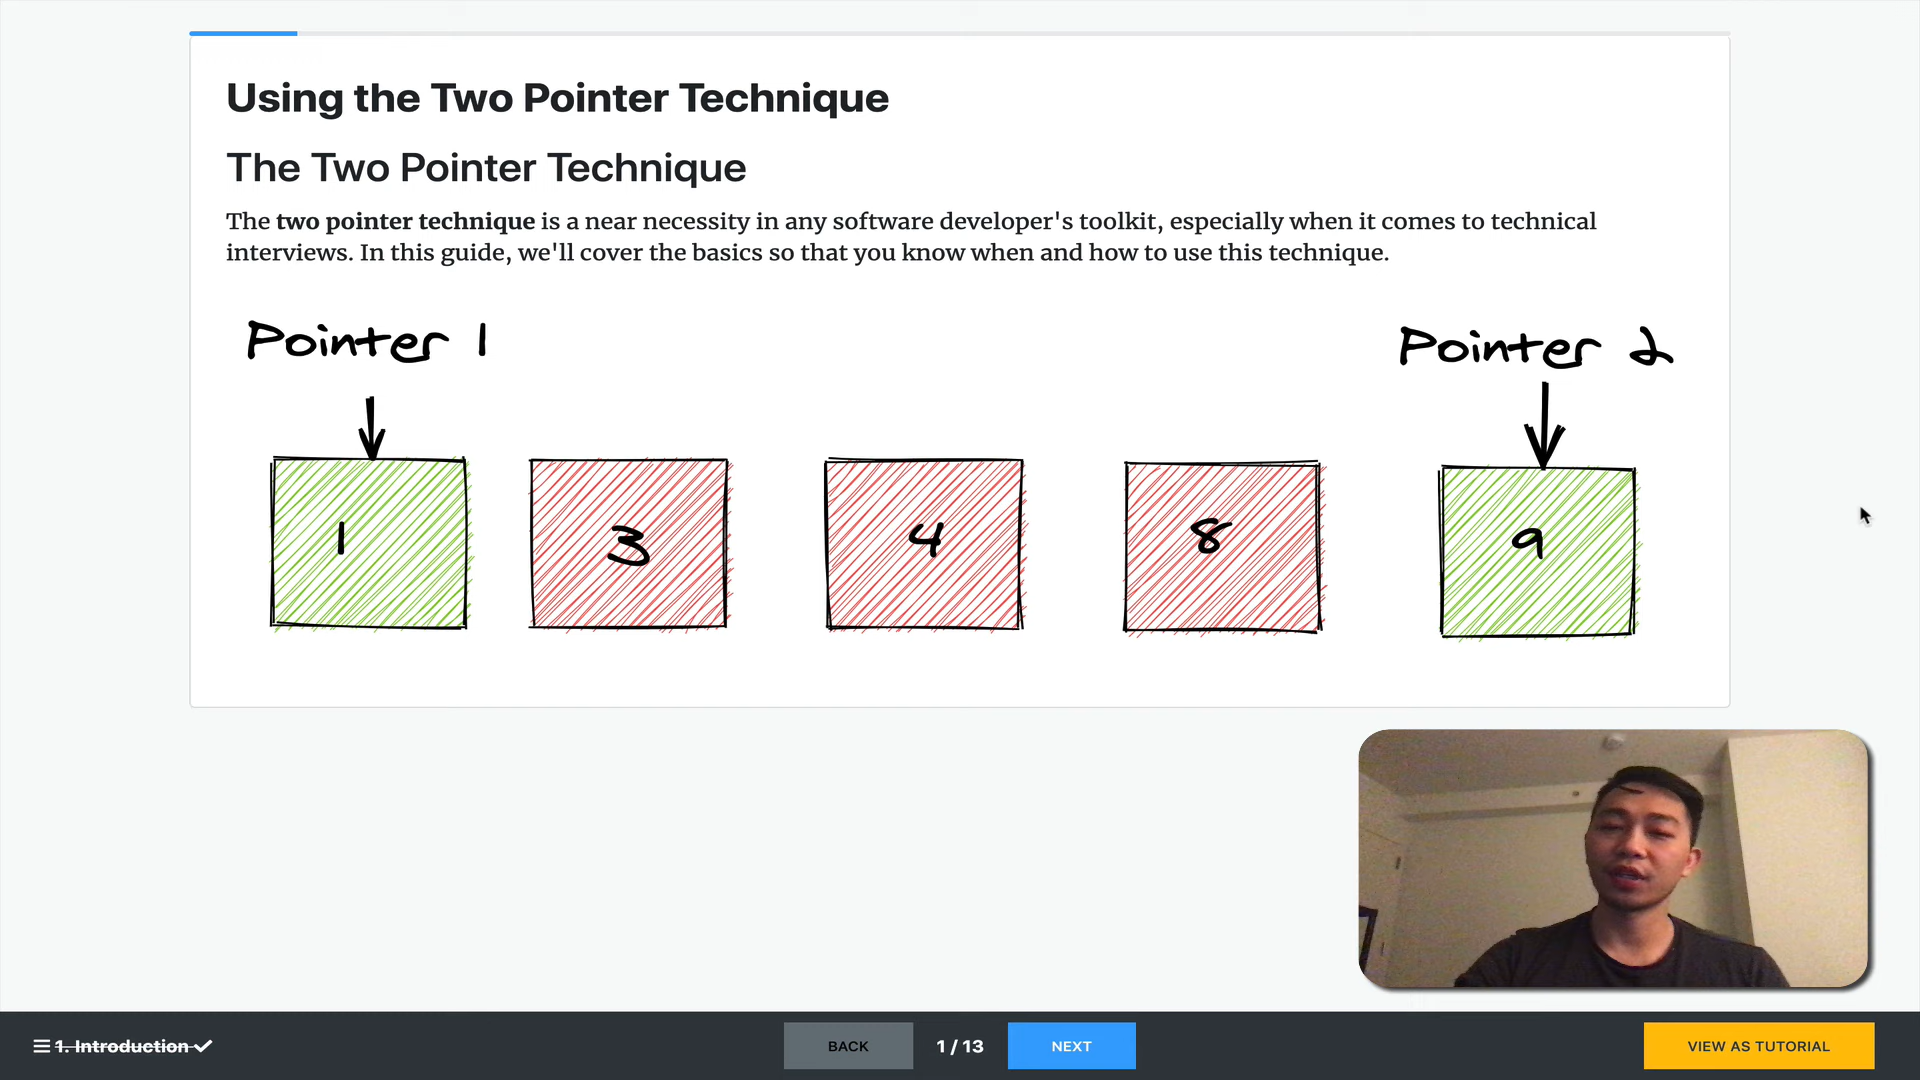 Using the Two Pointer Technique
The Two Pointer Technique
The two pointer technique is a near necessity in any software developer's toolkit, especially when it comes to technical
interviews. In this guide, we'll cover the basics so that you know when and how to use this technique.
Pointer 1
Pointer 2
1 3 4 8 9
1. Introduction
BACK 1 / 13 NEXT
VIEW AS TUTORIAL